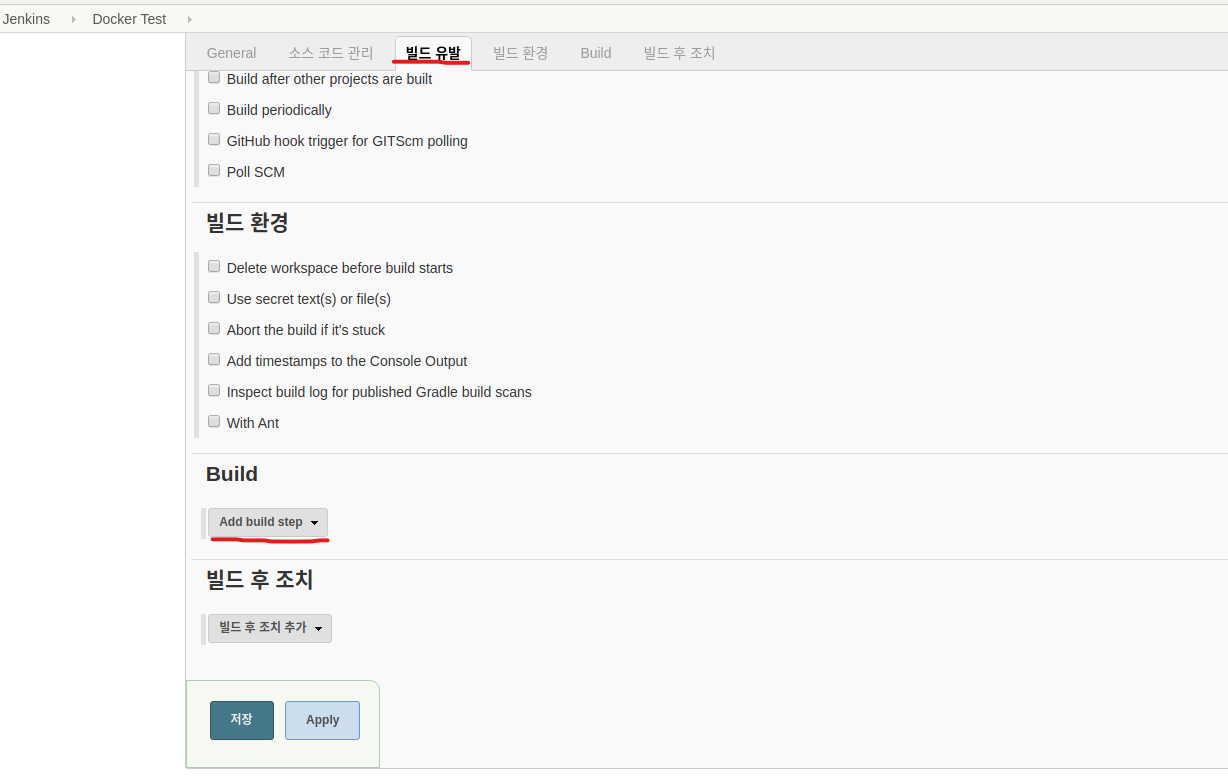 Jenkins Docker Test
General 소스 코드 관리 빌드 유발 빌드 환경 Build 빌드 후 조치
Build after other projects are built
Build periodically
GitHub hook trigger for GITScm polling
Poll SCM
빌드 환경
Delete workspace before build starts
Use secret text(s) or file(s)
Abort the build if it's stuck
Add timestamps to the Console Output
Inspect build log for published Gradle build scans
With Ant
Build
Add build step
빌드 후 조치
빌드 후 조치 추가
저장 Apply